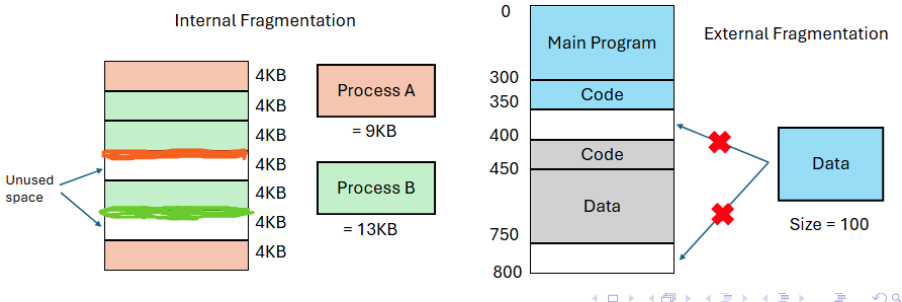 Internal Fragmentation
4KB
4KB
4KB
4KB
4KB
4KB
4KB
Unused
space
Process A
= 9KB
Process B
= 13KB
External Fragmentation
0
300
350
400
450
750
800
Main Program
Code
Code
Data
Data
Size = 100